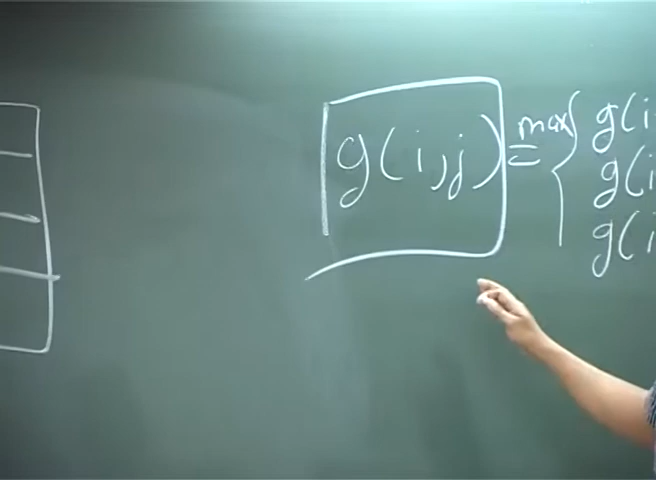 g(i,j) = max { g(i
g(i
g(i